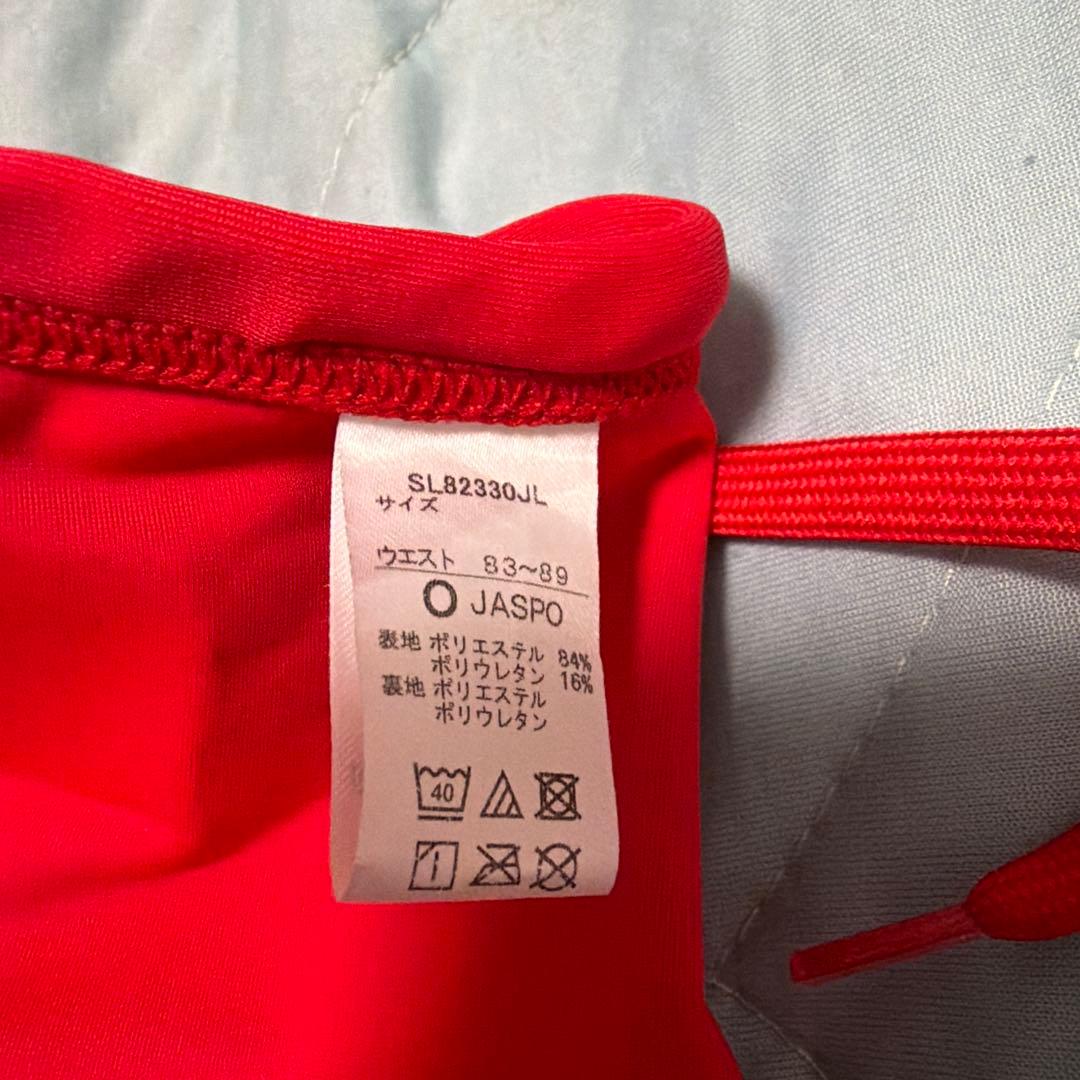 SL82330JL
サイズ
ウエスト 83~89
O JASPO
表地 ポリエステル 84%
ポリウレタン 16%
裏地 ポリエステル
ポリウレタン
40